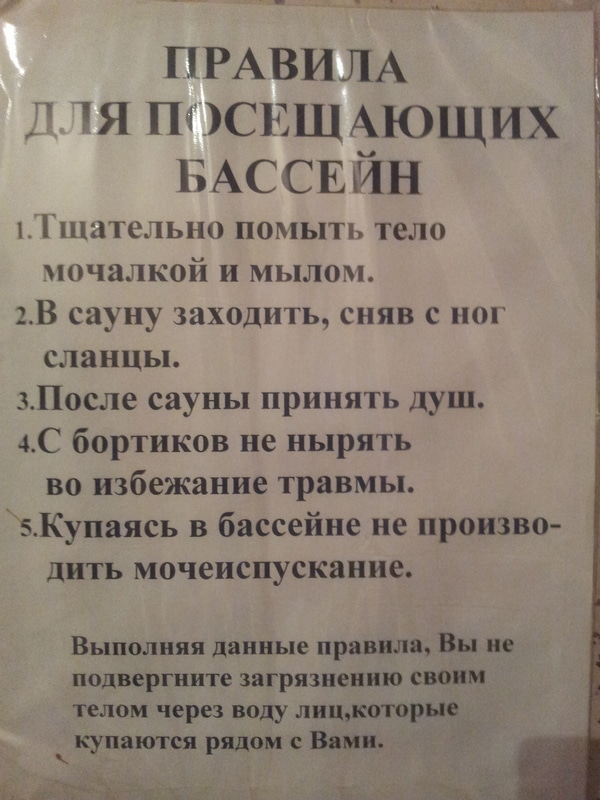 ПРАВИЛА
ДЛЯ ПОСЕЩАЮЩИХ
БАССЕЙН
1.Тщательно помыть тело
мочалкой и мылом.
2.В сауну заходить, сняв с ног
сланцы.
3.После сауны принять душ.
4.С бортиков не нырять
во избежание травмы.
5.Купаясь в бассейне не произво-
дить мочеиспускание.
Выполняя данные правила, Вы не
подвергните загрязнению своим
телом через воду лиц,которые
купаются рядом с Вами.